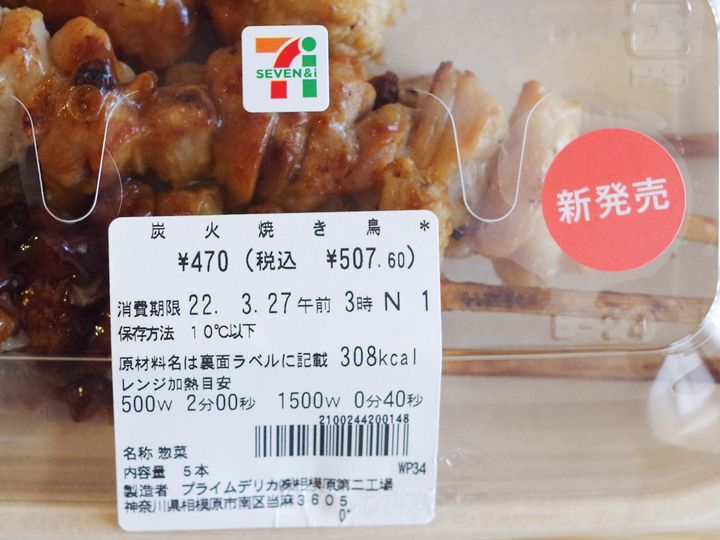 SEVEN&i
新発売
炭火焼き鳥*
¥470(税込 ¥507.60)
消費期限 22. 3.27午前 3時 N 1
保存方法 10℃以下
原材料名は裏面ラベルに記載 308kcal
レンジ加熱目安
500W 2分00秒 1500W 0分40秒
2100244200148
名称 惣菜
内容量 5本 WP34
製造者 プライムデリカ㈱相模原第二工場
神奈川県相模原市南区当麻3605
0*